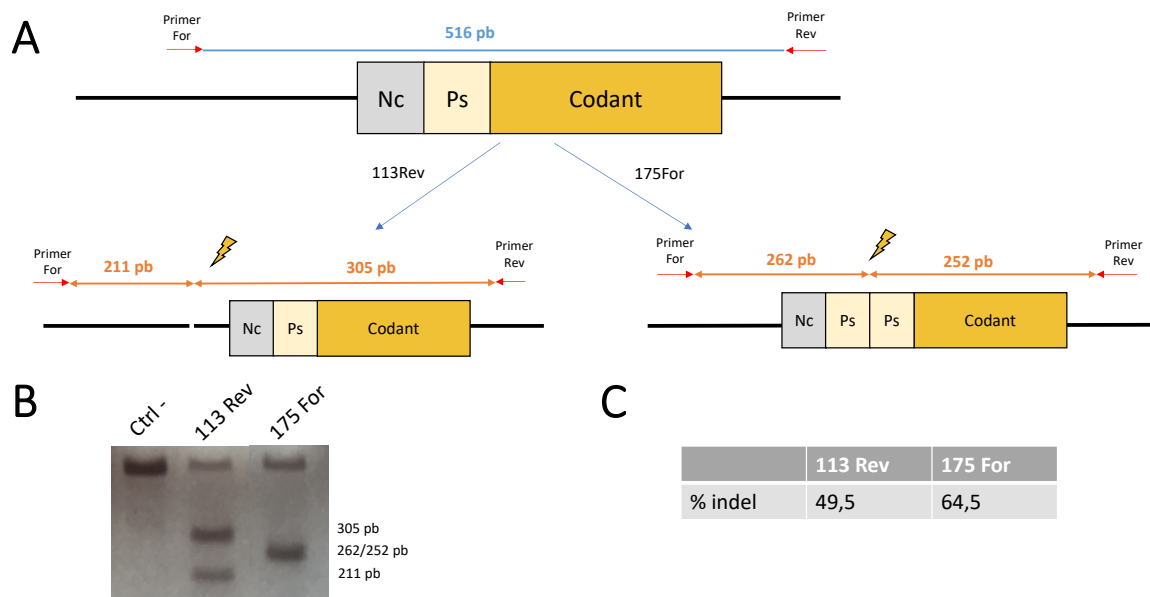 A
Primer
For
516 pb
Primer
Rev
Nc
Ps
Codant
113Rev
175For
Primer
For
211 pb
305 pb
Primer
Rev
Nc
Ps
Codant
Primer
For
262 pb
252 pb
Primer
Rev
Nc
Ps
Ps
Codant
B
Ctrl -
113 Rev
175 For
305 pb
262/252 pb
211 pb
C
113 Rev 175 For
% indel 49,5 64,5